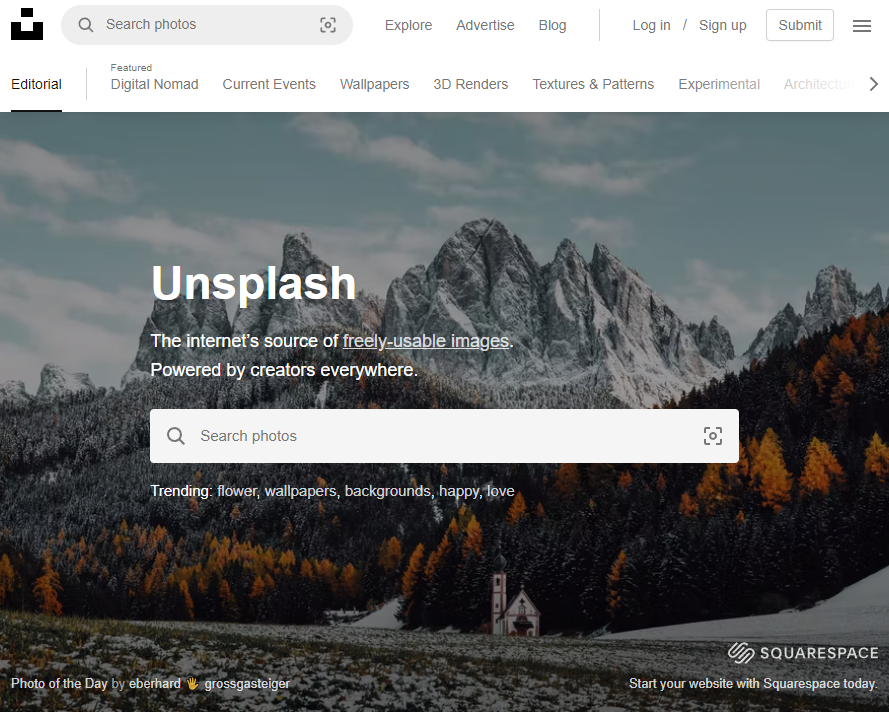 Search photos
Explore Advertise Blog Log in / Sign up Submit
Featured
Editorial Digital Nomad Current Events Wallpapers 3D Renders Textures & Patterns Experimental
Unsplash
The internet's source of freely-usable images.
Powered by creators everywhere.
Search photos
Trending: flower, wallpapers, backgrounds, happy, love
SQUARESPACE
Photo of the Day by eberhard 🖐 grossgasteiger
Start your website with Squarespace today.